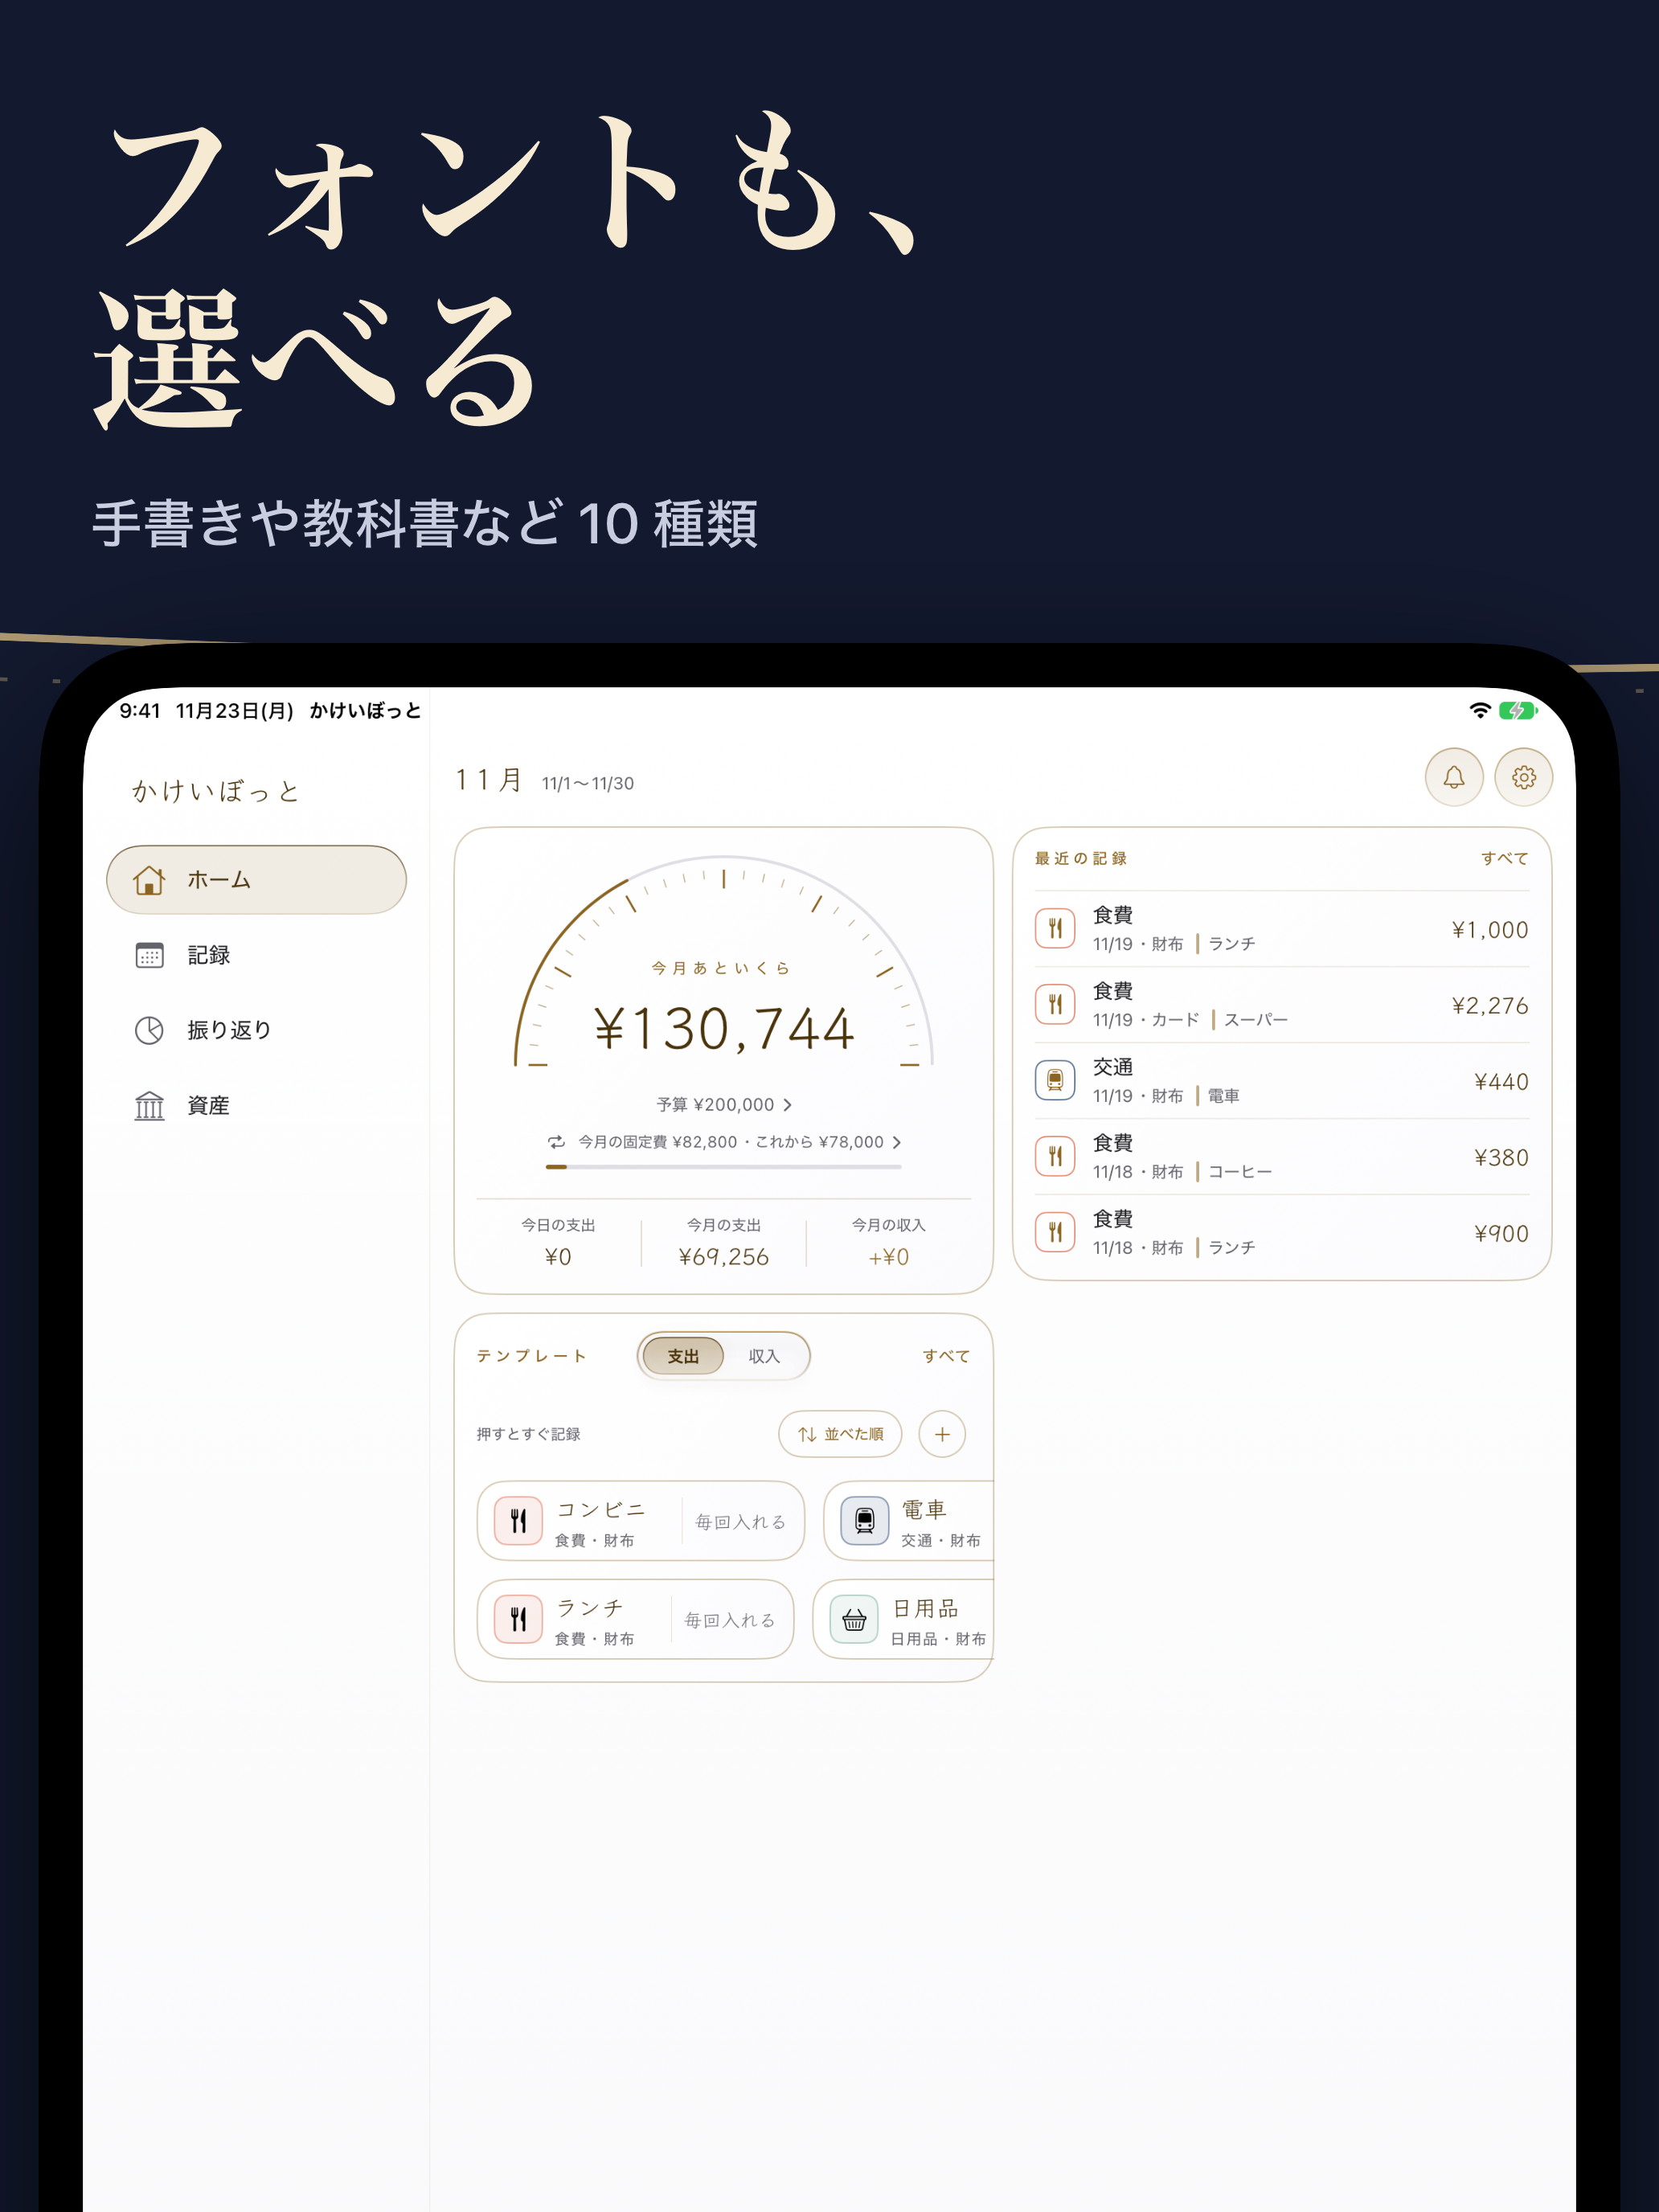 フォントも、
選べる
手書きや教科書など 10 種類
9:41 11月23日(月) かけいぼっと
かけいぼっと
ホーム
記録
振り返り
資産
11月 11/1〜11/30
今月あといくら
¥130,744
予算 ¥200,000
今月の固定費 ¥82,800・これから ¥78,000
今日の支出 今月の支出 今月の収入
¥0 ¥69,256 +¥0
最近の記録 すべて
食費
11/19・財布 ランチ
¥1,000
食費
11/19・カード スーパー
¥2,276
交通
11/19・財布 電車
¥440
食費
11/18・財布 コーヒー
¥380
食費
11/18・財布 ランチ
¥900
テンプレート 支出 収入 すべて
押すとすぐ記録 並べた順
コンビニ
食費・財布
毎回入れる
電車
交通・財布
ランチ
食費・財布
毎回入れる
日用品
日用品・財布